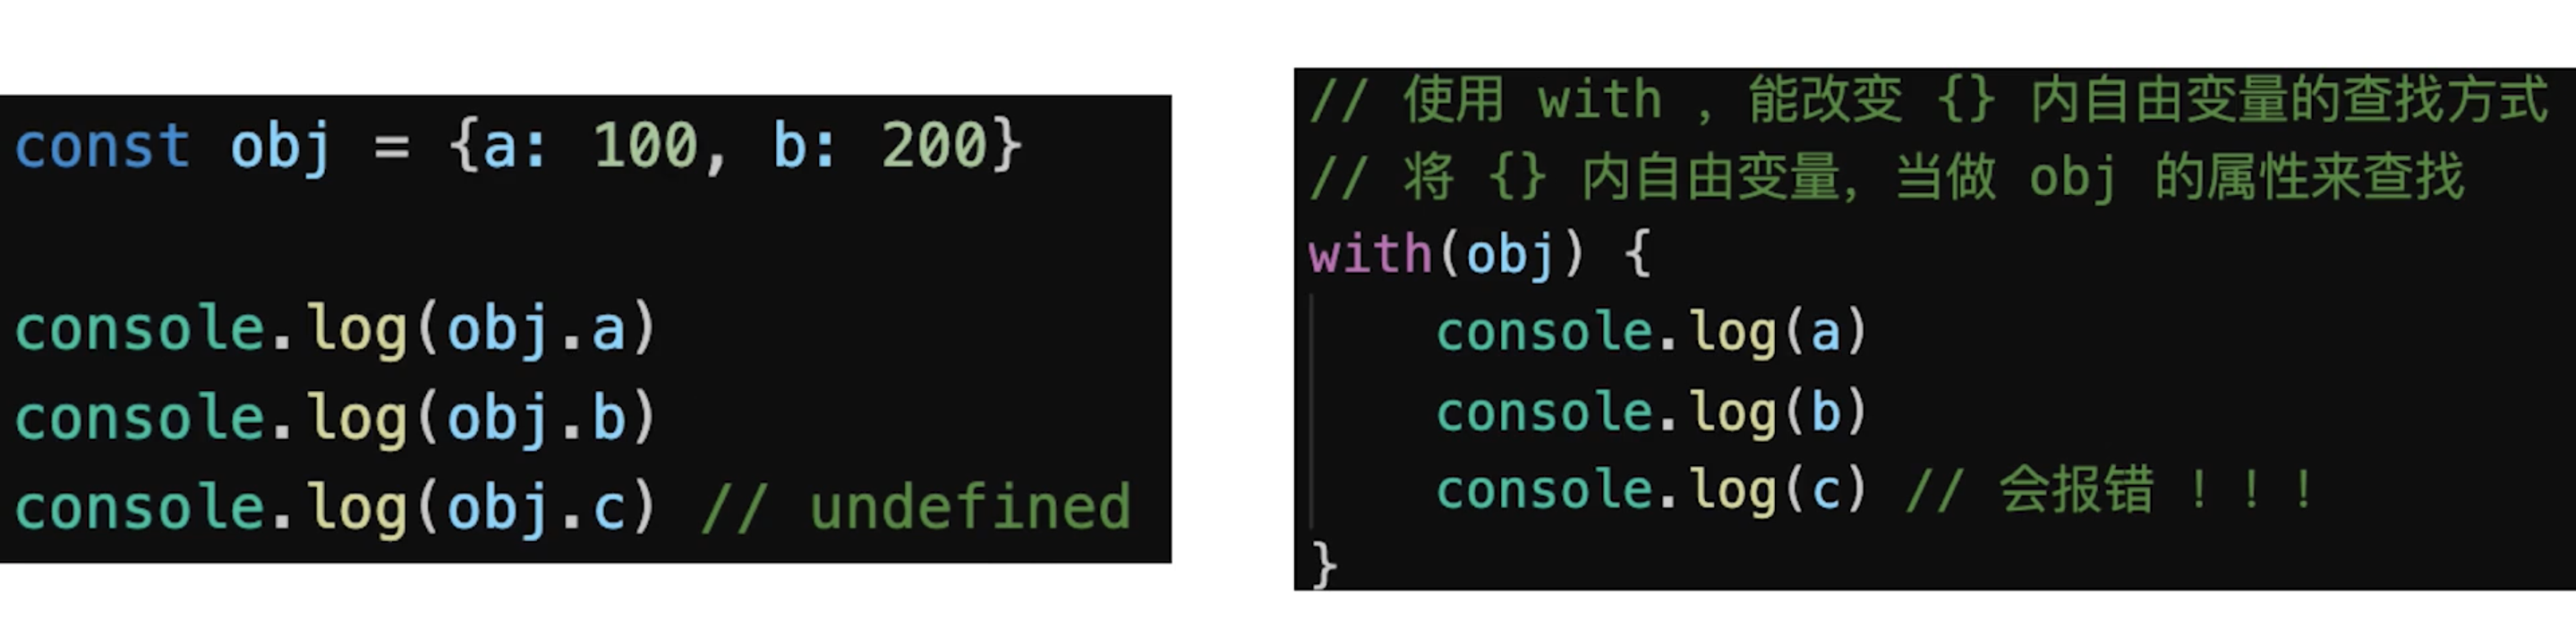 const obj = {a: 100, b: 200}
console.log(obj.a)
console.log(obj.b)
console.log(obj.c) // undefined
// 使用 with ，能改变 {} 内自由变量的查找方式
// 将 {} 内自由变量，当做 obj 的属性来查找
with(obj) {
    console.log(a)
    console.log(b)
    console.log(c) // 会报错 ！！！
}